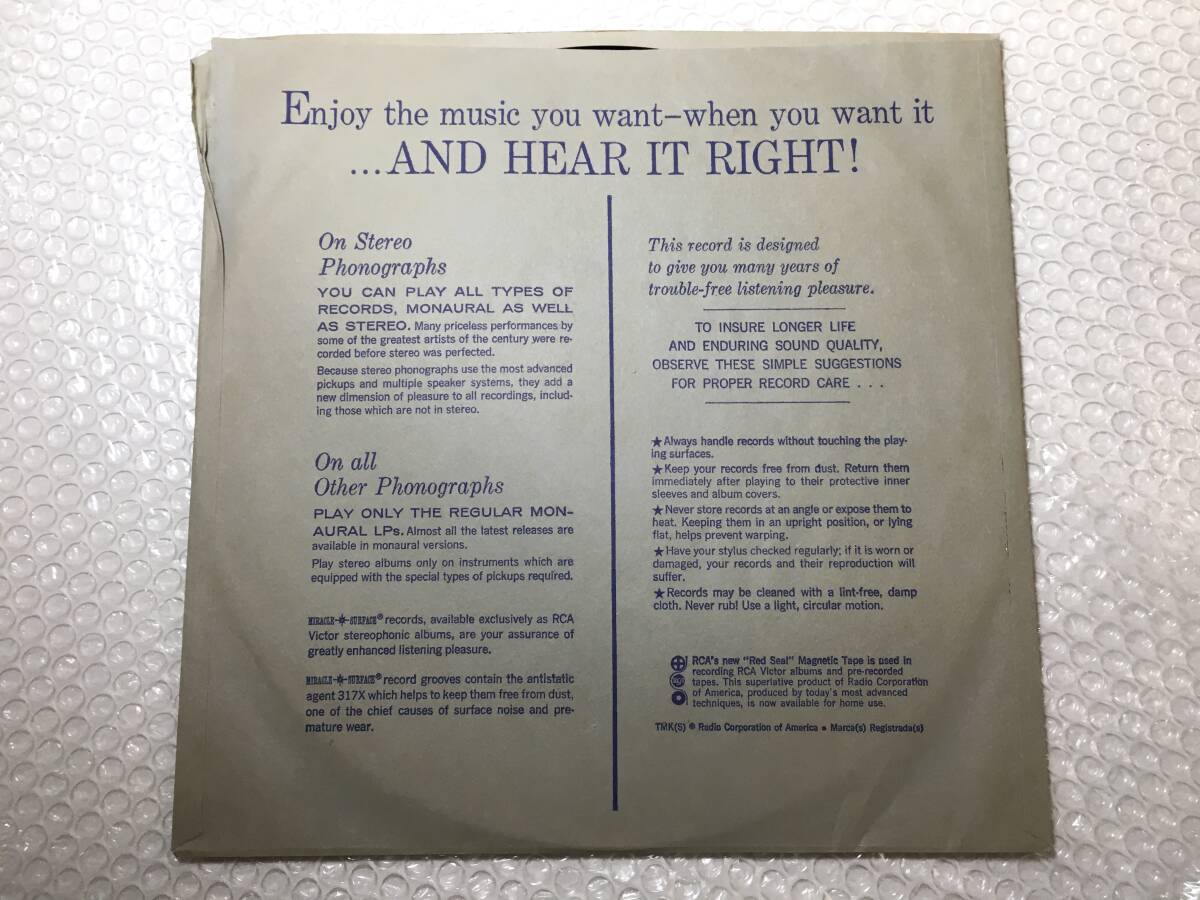 Enjoy the music you want–when you want it
...AND HEAR IT RIGHT!
On Stereo
Phonographs
YOU CAN PLAY ALL TYPES OF
RECORDS, MONAURAL AS WELL
AS STEREO. Many priceless performances by
some of the greatest artists of the century were re-
corded before stereo was perfected.
Because stereo phonographs use the most advanced
pickups and multiple speaker systems, they add a
new dimension of pleasure to all recordings, includ-
ing those which are not in stereo.
On all
Other Phonographs
PLAY ONLY THE REGULAR MON-
AURAL LPs. Almost all the latest releases are
available in monaural versions.
Play stereo albums only on instruments which are
equipped with the special types of pickups required.
MIRACLE-★-SURFACE® records, available exclusively as RCA
Victor stereophonic albums, are your assurance of
greatly enhanced listening pleasure.
MIRACLE-★-SURFACE® record grooves contain the antistatic
agent 317X which helps to keep them free from dust,
one of the chief causes of surface noise and pre-
mature wear.
This record is designed
to give you many years of
trouble-free listening pleasure.
TO INSURE LONGER LIFE
AND ENDURING SOUND QUALITY,
OBSERVE THESE SIMPLE SUGGESTIONS
FOR PROPER RECORD CARE . . .
★Always handle records without touching the play-
ing surfaces.
★Keep your records free from dust. Return them
immediately after playing to their protective inner
sleeves and album covers.
★Never store records at an angle or expose them to
heat. Keeping them in an upright position, or lying
flat, helps prevent warping.
★Have your stylus checked regularly; if it is worn or
damaged, your records and their reproduction will
suffer.
★Records may be cleaned with a lint-free, damp
cloth. Never rub! Use a light, circular motion.
RCA's new "Red Seal" Magnetic Tape is used in
recording RCA Victor albums and pre-recorded
tapes. This superlative product of Radio Corporation
of America, produced by today's most advanced
techniques, is now available for home use.
TMK(S) ® Radio Corporation of America • Marca(s) Registrada(s)